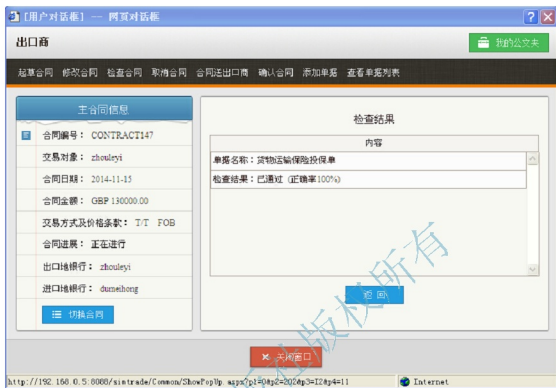 [用户对话框] -- 网页对话框
出口商
我的公文夹
起草合同 修改合同 检查合同 取消合同 合同送出口商 确认合同 添加单据 查看单据列表
主合同信息
合同编号： CONTRACT147
交易对象： zhouleyi
合同日期： 2014-11-15
合同金额： GBP 130000.00
交易方式及价格条款： T/T FOB
合同进展： 正在进行
出口地银行： zhouleyi
进口地银行： dumeihong
切换合同
检查结果
内容
单据名称：货物运输保险投保单
检查结果：已通过 (正确率100%)
返 回
关闭窗口
社版权所有
http://192.168.0.5:8088/simtrade/Common/ShowPopUp.aspx?p1=0&p2=202&p3=I2&p4=11
Internet